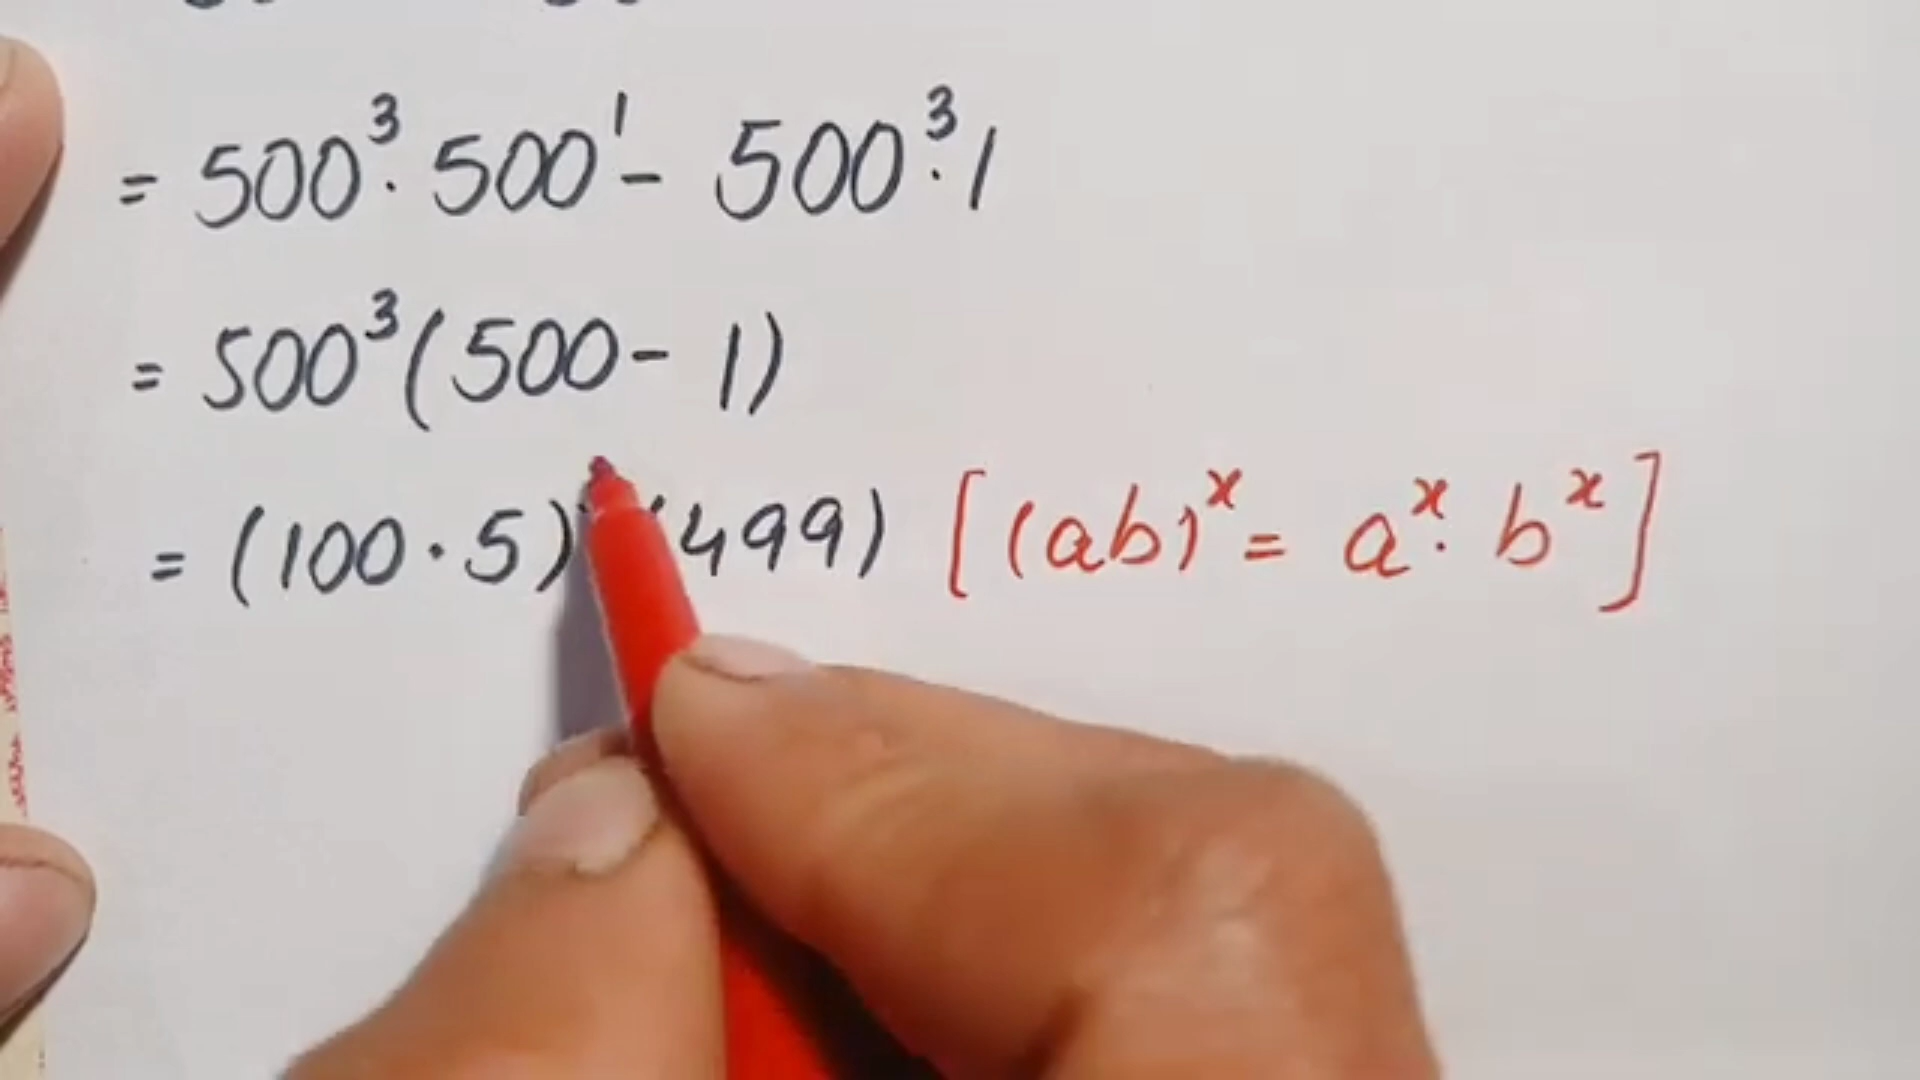 = 500³· 500¹ - 500³· 1
= 500³(500 - 1)
= (100 · 5) (499) [(ab)ˣ = aˣ· bˣ]